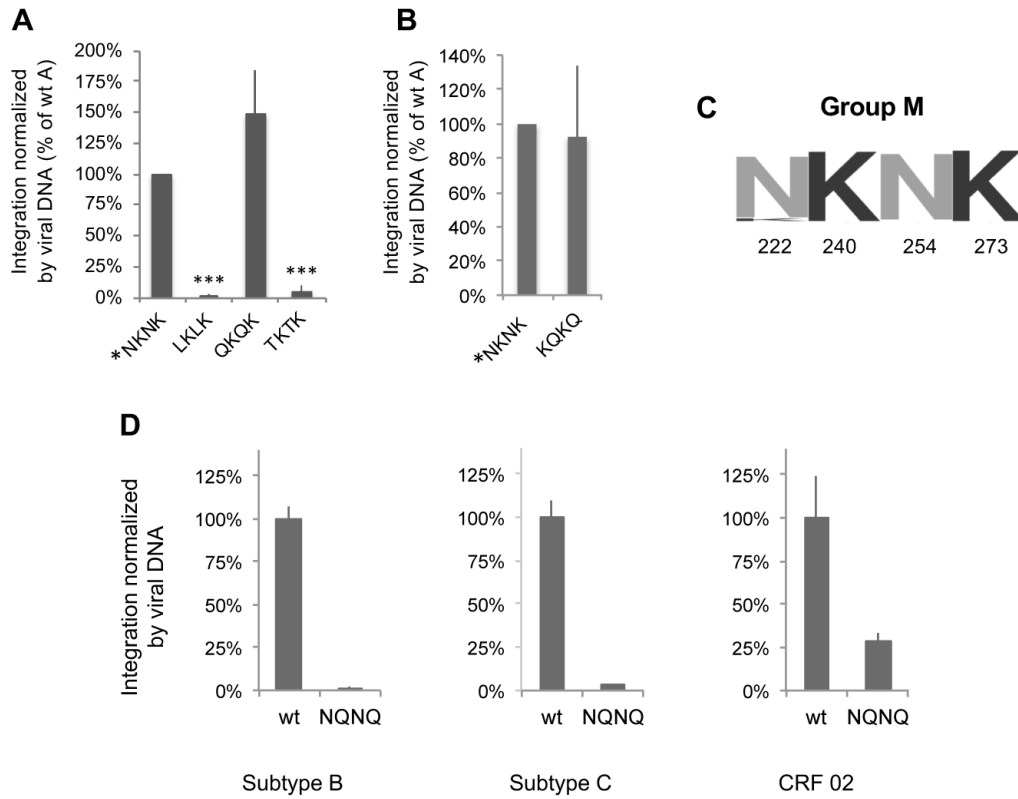 A
Integration normalized
by viral DNA (% of wt A)
200%
175%
150%
125%
100%
75%
50%
25%
0%
***
***
*NKNK
LKLK
QKQK
TKTK
B
Integration normalized
by viral DNA (% of wt A)
140%
120%
100%
80%
60%
40%
20%
0%
*NKNK
KQKQ
C
Group M
NKNK
222 240 254 273
D
Integration normalized
by viral DNA
125%
100%
75%
50%
25%
0%
wt NQNQ
Subtype B
125%
100%
75%
50%
25%
0%
wt NQNQ
Subtype C
125%
100%
75%
50%
25%
0%
wt NQNQ
CRF 02